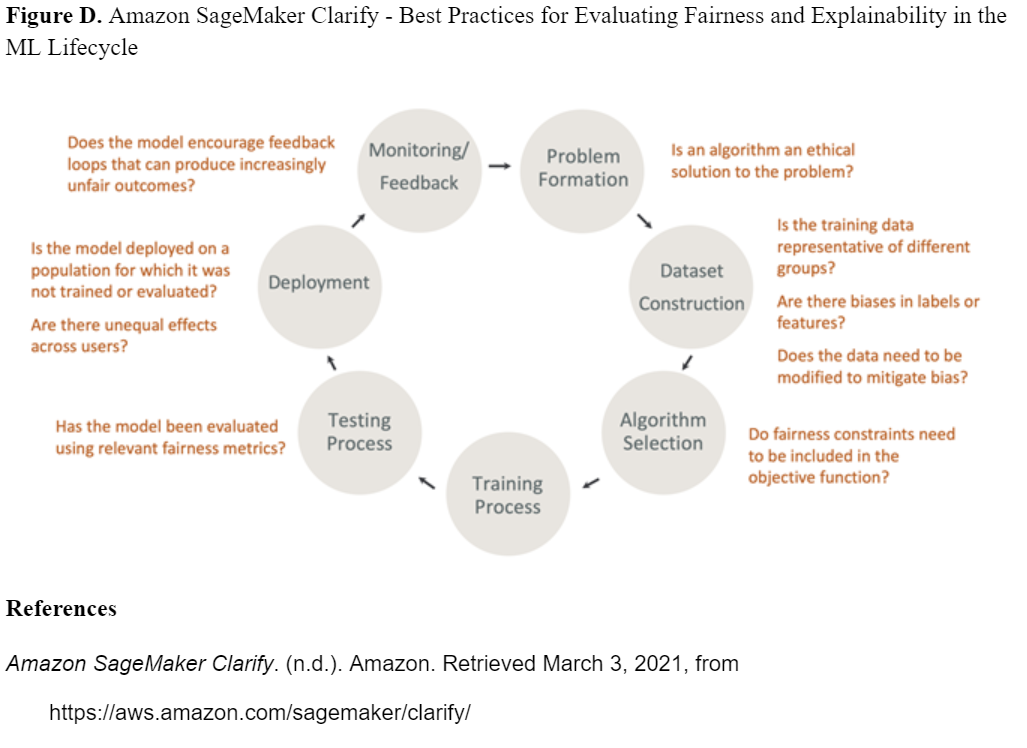 Figure D. Amazon SageMaker Clarify - Best Practices for Evaluating Fairness and Explainability in the
ML Lifecycle
Does the model encourage feedback
loops that can produce increasingly
unfair outcomes?
Monitoring/
Feedback
Problem
Formation
Is an algorithm an ethical
solution to the problem?
Is the model deployed on a
population for which it was
not trained or evaluated?
Are there unequal effects
across users?
Deployment
Dataset
Construction
Is the training data
representative of different
groups?
Are there biases in labels or
features?
Does the data need to be
modified to mitigate bias?
Has the model been evaluated
using relevant fairness metrics?
Testing
Process
Training
Process
Algorithm
Selection
Do fairness constraints need
to be included in the
objective function?
References
Amazon SageMaker Clarify. (n.d.). Amazon. Retrieved March 3, 2021, from
https://aws.amazon.com/sagemaker/clarify/